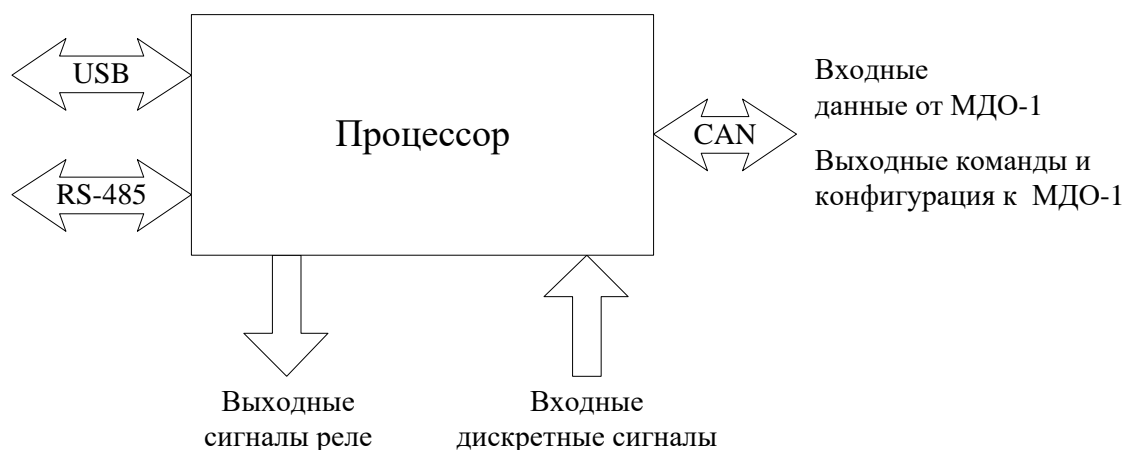 USB
RS-485
Процессор
CAN
Входные
данные от МДО-1
Выходные команды и
конфигурация к  МДО-1
Выходные
сигналы реле
Входные
дискретные сигналы